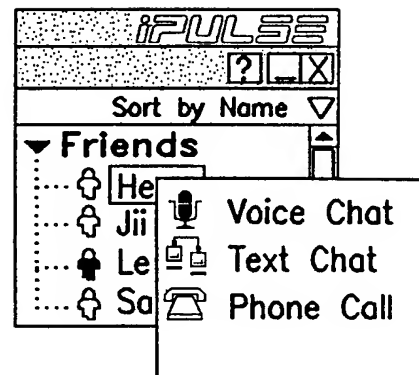 iPULSE
? _ X
Sort by Name
Friends
He
Jii
Le
Sa
Voice Chat
Text Chat
Phone Call